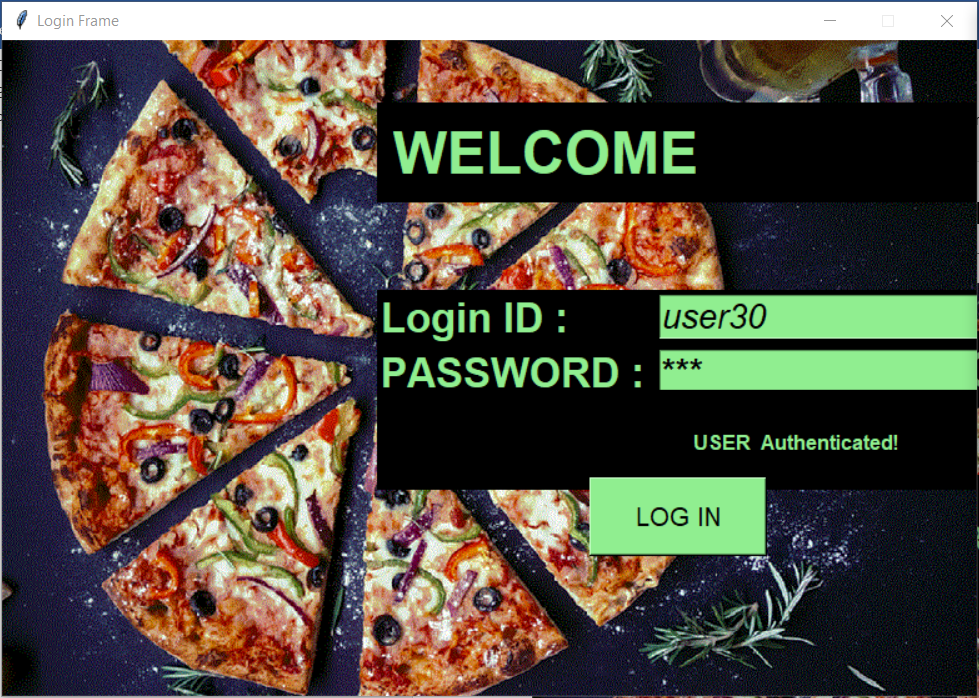 Login Frame
WELCOME
Login ID : user30
PASSWORD : ***
USER  Authenticated!
LOG IN